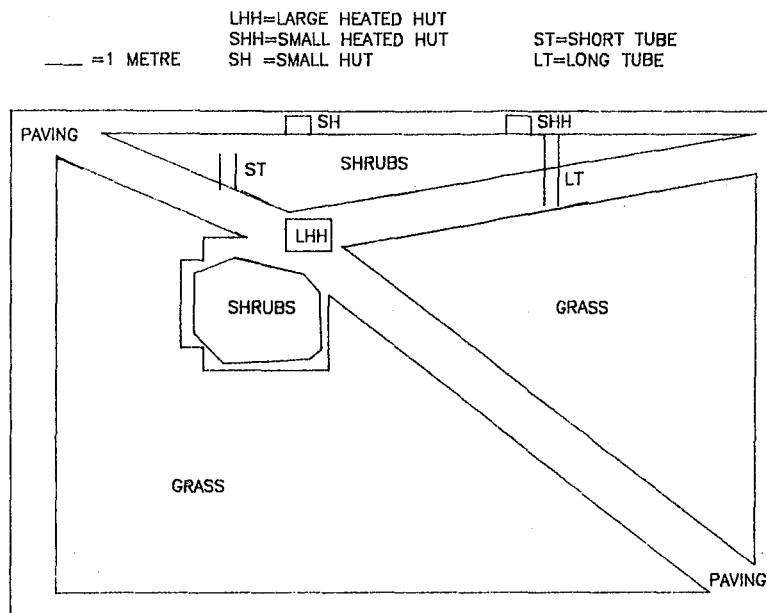 LHH=LARGE HEATED HUT
SHH=SMALL HEATED HUT ST=SHORT TUBE
=1 METRE SH =SMALL HUT LT=LONG TUBE
SH SHH
PAVING
SHRUBS
ST
LT
LHH
SHRUBS
GRASS
GRASS
PAVING